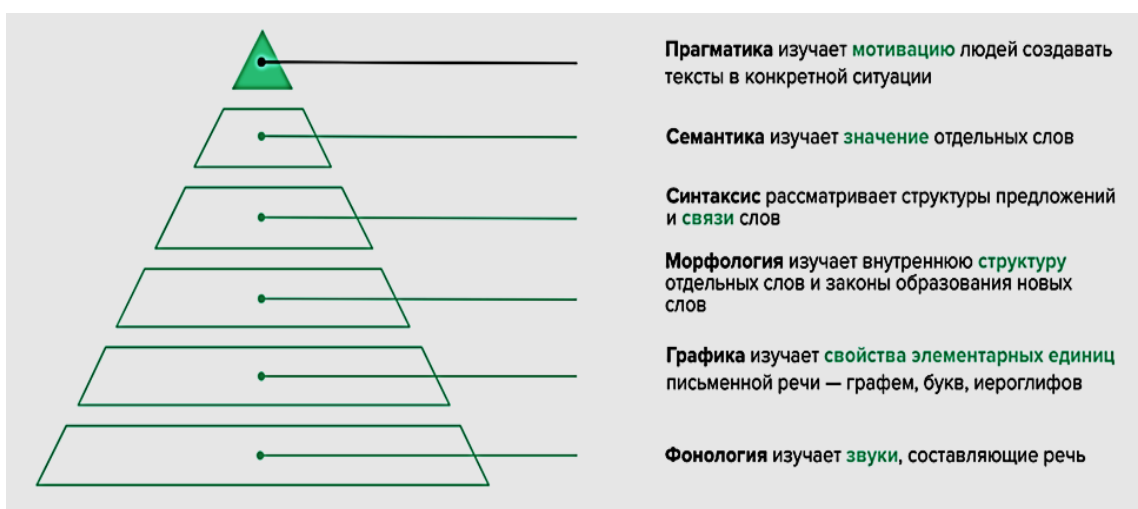 Прагматика изучает мотивацию людей создавать
тексты в конкретной ситуации
Семантика изучает значение отдельных слов
Синтаксис рассматривает структуры предложений
и связи слов
Морфология изучает внутреннюю структуру
отдельных слов и законы образования новых
слов
Графика изучает свойства элементарных единиц
письменной речи — графем, букв, иероглифов
Фонология изучает звуки, составляющие речь